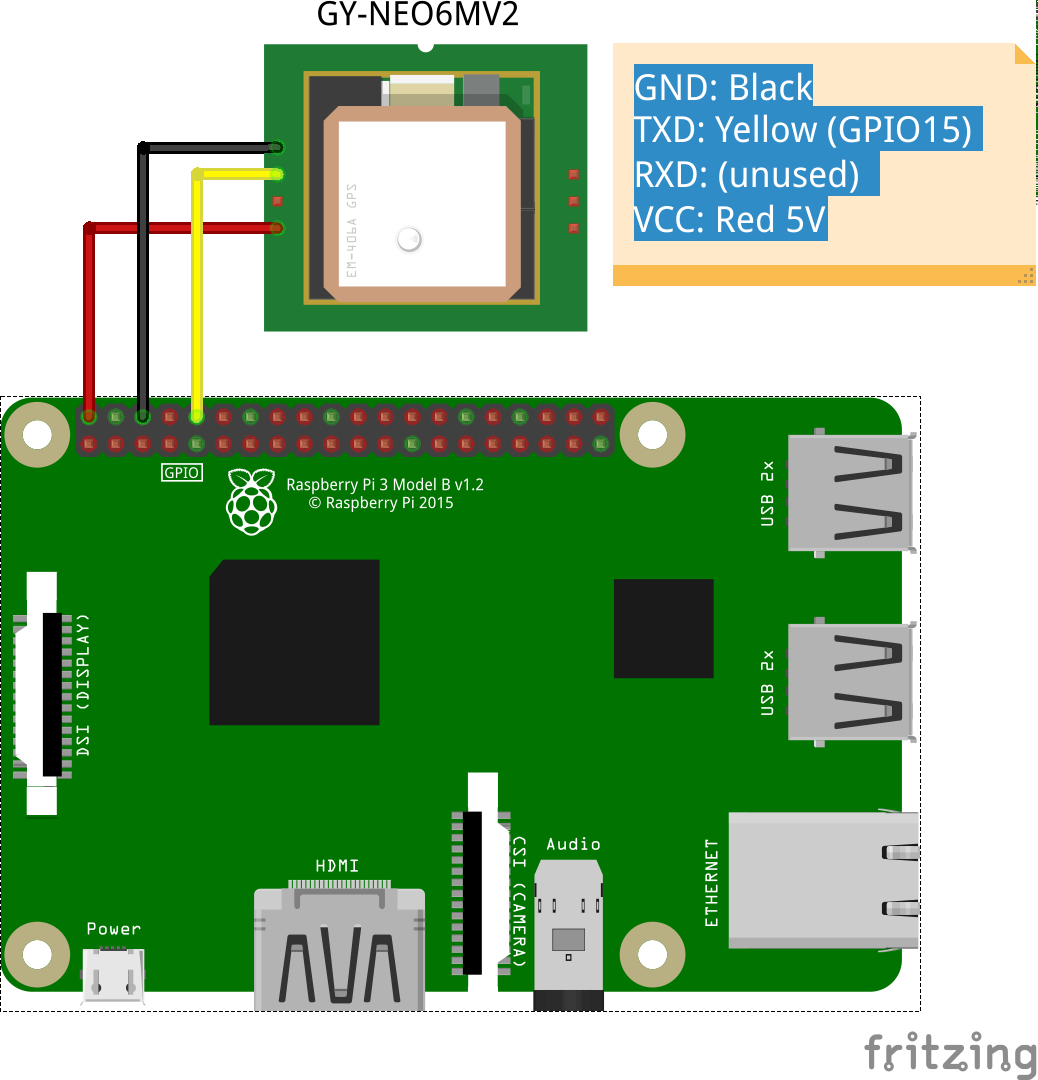 GY-NEO6MV2
GND: Black
TXD: Yellow (GPIO15)
RXD: (unused)
VCC: Red 5V
EM-406A GPS
GPIO
Raspberry Pi 3 Model B v1.2
© Raspberry Pi 2015
USB 2x
DSI (DISPLAY)
USB 2x
Audio
CSI (CAMERA)
ETHERNET
HDMI
Power
fritzing